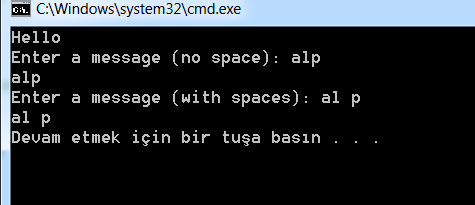 C:\Windows\system32\cmd.exe
Hello
Enter a message (no space): alp
alp
Enter a message (with spaces): al p
al p
Devam etmek için bir tuşa basın . . .